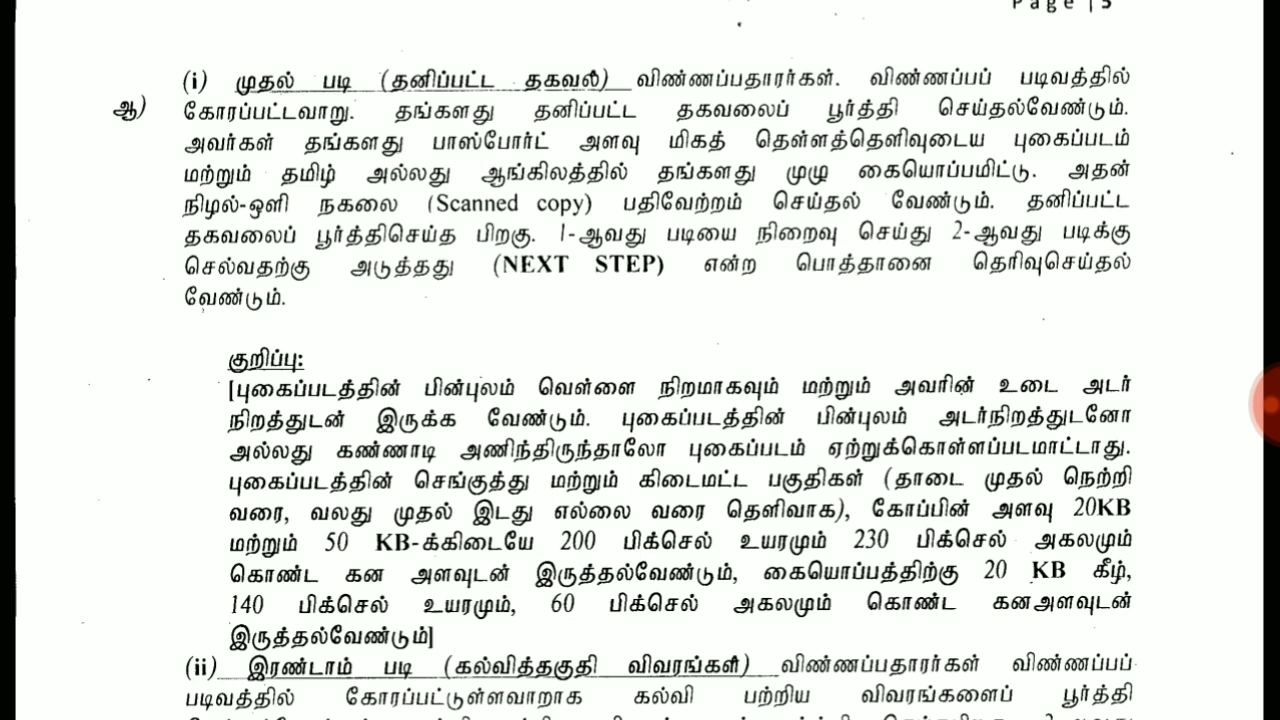 Page | 5
(i) முதல் படி (தனிப்பட்ட தகவல்) விண்ணப்பதாரர்கள். விண்ணப்பப் படிவத்தில்
ஆ) கோரப்பட்டவாறு. தங்களது தனிப்பட்ட தகவலைப் பூர்த்தி செய்தல்வேண்டும்.
அவர்கள் தங்களது பாஸ்போர்ட் அளவு மிகத் தெள்ளத்தெளிவுடைய புகைப்படம்
மற்றும் தமிழ் அல்லது ஆங்கிலத்தில் தங்களது முழு கையொப்பமிட்டு. அதன்
நிழல்-ஒளி நகலை (Scanned copy) பதிவேற்றம் செய்தல் வேண்டும். தனிப்பட்ட
தகவலைப் பூர்த்திசெய்த பிறகு. 1-ஆவது படியை நிறைவு செய்து 2-ஆவது படிக்கு
செல்வதற்கு அடுத்தது (NEXT STEP) என்ற பொத்தானை தெரிவுசெய்தல்
வேண்டும்.
குறிப்பு:
[புகைப்படத்தின் பின்புலம் வெள்ளை நிறமாகவும் மற்றும் அவரின் உடை அடர்
நிறத்துடன் இருக்க வேண்டும். புகைப்படத்தின் பின்புலம் அடர்நிறத்துடனோ
அல்லது கண்ணாடி அணிந்திருந்தாலோ புகைப்படம் ஏற்றுக்கொள்ளப்படமாட்டாது.
புகைப்படத்தின் செங்குத்து மற்றும் கிடைமட்ட பகுதிகள் (தாடை முதல் நெற்றி
வரை, வலது முதல் இடது எல்லை வரை தெளிவாக), கோப்பின் அளவு 20KB
மற்றும் 50 KB-க்கிடையே 200 பிக்செல் உயரமும் 230 பிக்செல் அகலமும்
கொண்ட கன அளவுடன் இருத்தல்வேண்டும், கையொப்பத்திற்கு 20 KB கீழ்,
140 பிக்செல் உயரமும், 60 பிக்செல் அகலமும் கொண்ட கனஅளவுடன்
இருத்தல்வேண்டும்]
(ii) இரண்டாம் படி (கல்வித்தகுதி விவரங்கள்) விண்ணப்பதாரர்கள் விண்ணப்பப்
படிவத்தில் கோரப்பட்டுள்ளவாறாக கல்வி பற்றிய விவரங்களைப் பூர்த்தி